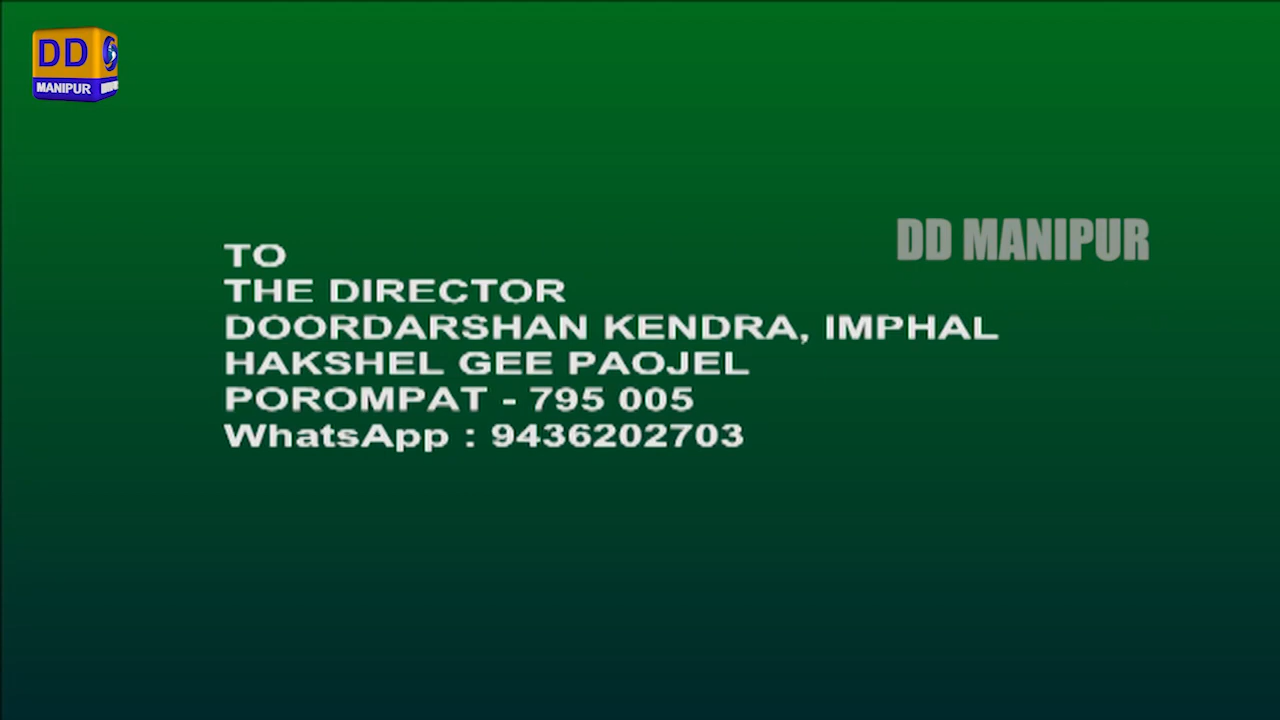 DD
MANIPUR
DD MANIPUR
TO
THE DIRECTOR
DOORDARSHAN KENDRA, IMPHAL
HAKSHEL GEE PAOJEL
POROMPAT - 795 005
WhatsApp : 9436202703